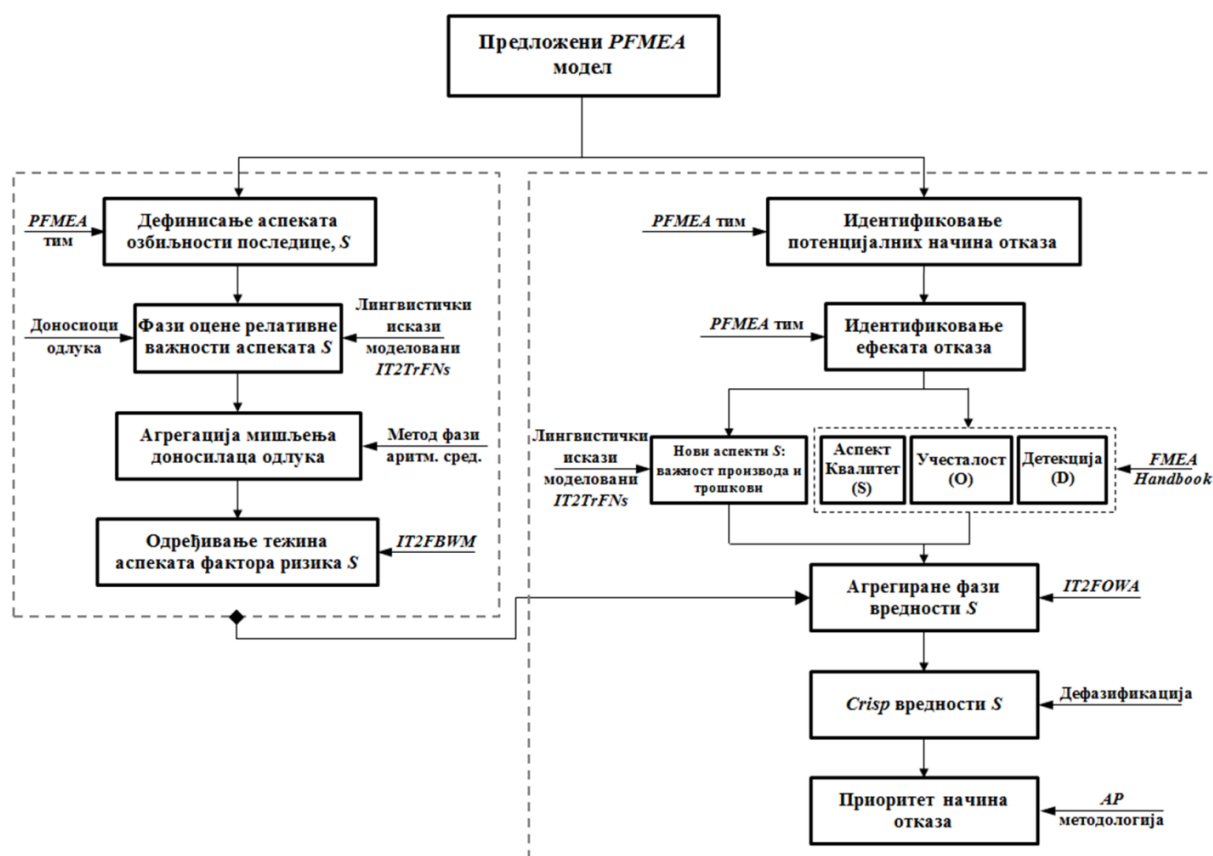 Предложени PFMEA
модел
PFMEA
тим
Дефинисање аспеката
озбиљности последице, S
Доносиоци
одлука
Фази оцене релативне
важности аспеката S
Лингвистички
искази
моделовани
IT2TrFNs
Агрегација мишљења
доносилаца одлука
Метод фази
аритм. сред.
Одређивање тежина
аспеката фактора ризика S
IT2FBWM
PFMEA тим
Идентификовање
потенцијалних начина отказа
PFMEA тим
Идентификовање
ефеката отказа
Лингвистички
искази
моделовани
IT2TrFNs
Нови аспекти S:
важност производа и
трошкови
Аспект
Квалитет
(S)
Учесталост
(O)
Детекција
(D)
FMEA
Handbook
Агрегиране фази
вредности S
IT2FOWA
Crisp вредности S
Дефазификација
Приоритет начина
отказа
AP
методологија